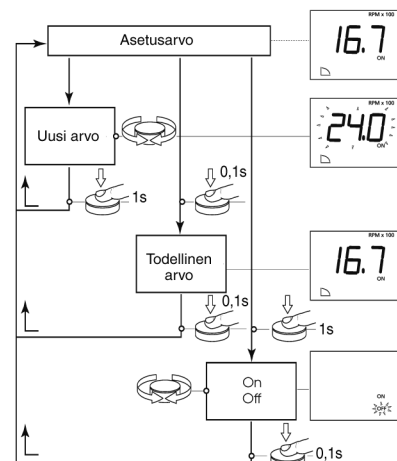 RPM x 100
Asetusarvo
16.7
ON
RPM x 100
Uusi arvo
24.0
ON
1s
0,1s
RPM x 100
Todellinen
arvo
16.7
ON
0,1s
1s
On
Off
ON
OFF
0,1s